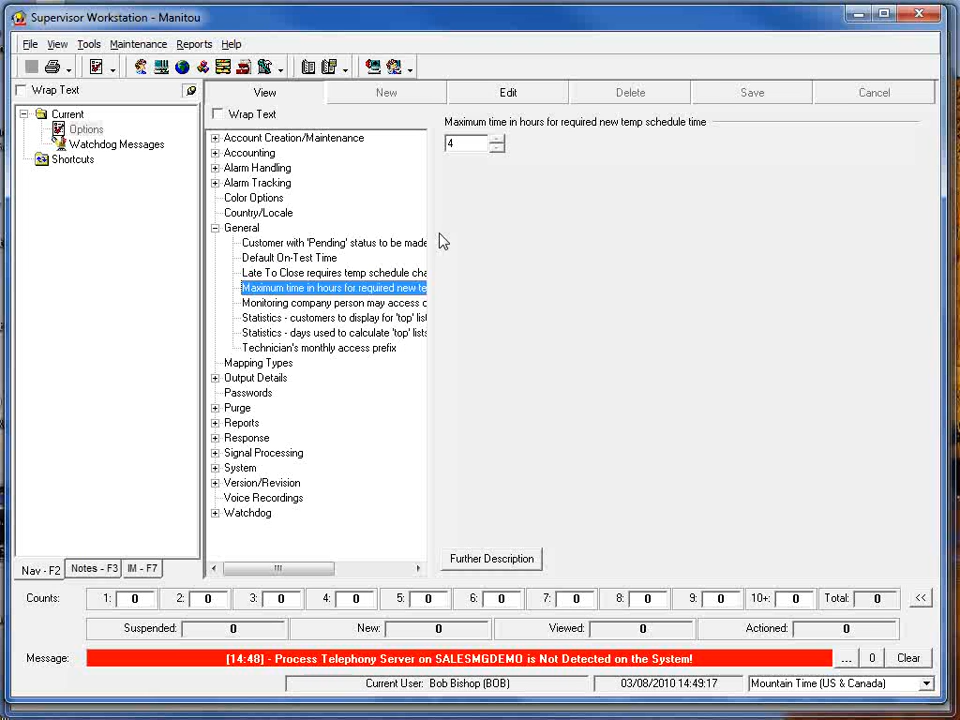 Supervisor Workstation - Manitou
File View Tools Maintenance Reports Help
Wrap Text
View New Edit Delete Save Cancel
Current
Options
Watchdog Messages
Shortcuts
Wrap Text
Account Creation/Maintenance
Accounting
Alarm Handling
Alarm Tracking
Color Options
Country/Locale
General
Customer with 'Pending' status to be made
Default On-Test Time
Late To Close requires temp schedule cha
Maximum time in hours for required new te
Monitoring company person may access c
Statistics - customers to display for 'top' list
Statistics - days used to calculate 'top' lists
Technician's monthly access prefix
Mapping Types
Output Details
Passwords
Purge
Reports
Response
Signal Processing
System
Version/Revision
Voice Recordings
Watchdog
Maximum time in hours for required new temp schedule time
4
Further Description
Nav - F2 Notes - F3 IM - F7
Counts: 1: 0 2: 0 3: 0 4: 0 5: 0 6: 0 7: 0 8: 0 9: 0 10+: 0 Total: 0 <<
Suspended: 0 New: 0 Viewed: 0 Actioned: 0
Message: [14:48] - Process Telephony Server on SALESMGDEMO is Not Detected on the System! ... 0 Clear
Current User: Bob Bishop (BOB) 03/08/2010 14:49:17 Mountain Time (US & Canada)